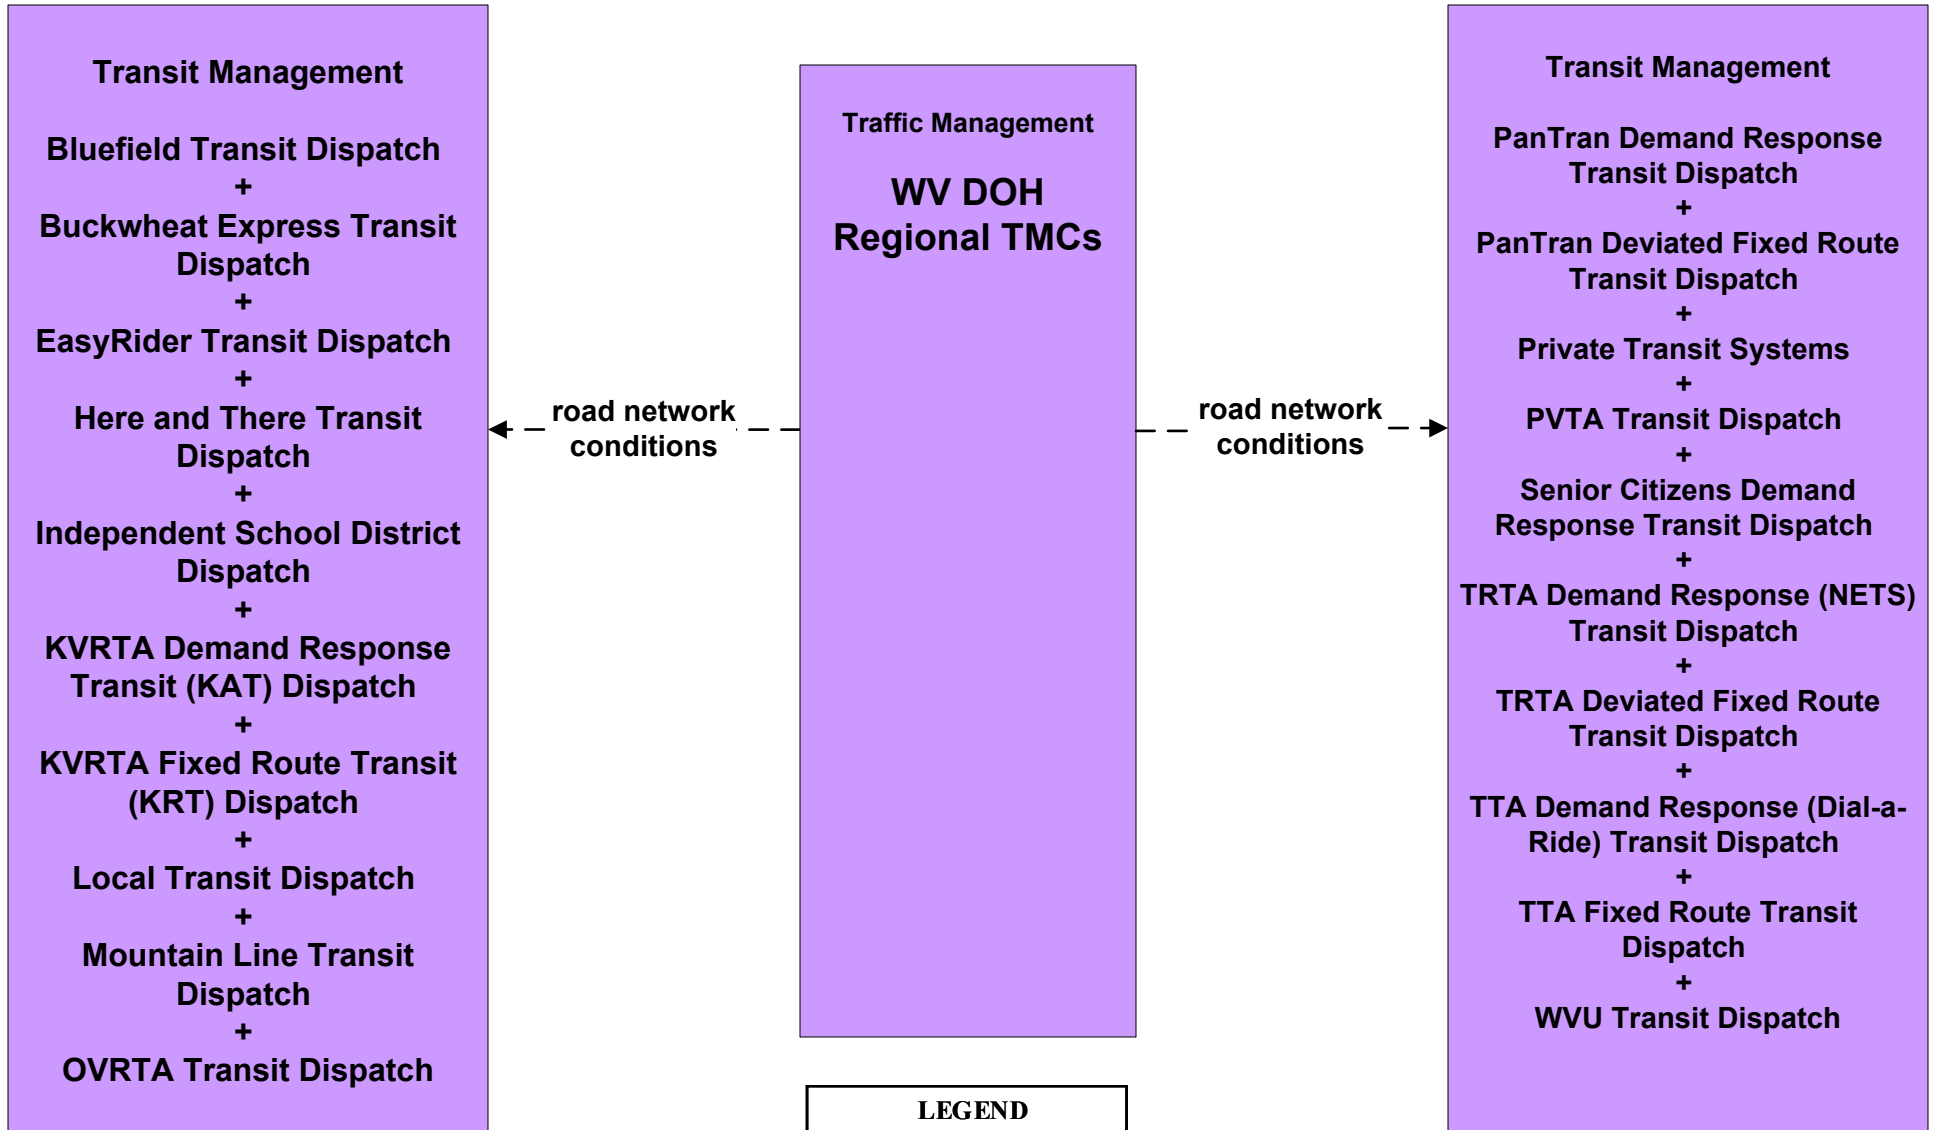 Transit Management
Bluefield Transit Dispatch
+
Buckwheat Express Transit
Dispatch
+
EasyRider Transit Dispatch
+
Here and There Transit
Dispatch
+
Independent School District
Dispatch
+
KVRTA Demand Response
Transit (KAT) Dispatch
+
KVRTA Fixed Route Transit
(KRT) Dispatch
+
Local Transit Dispatch
+
Mountain Line Transit
Dispatch
+
OVRTA Transit Dispatch
road network
conditions
Traffic Management
WV DOH
Regional TMCs
road network
conditions
Transit Management
PanTran Demand Response
Transit Dispatch
+
PanTran Deviated Fixed Route
Transit Dispatch
+
Private Transit Systems
+
PVTA Transit Dispatch
+
Senior Citizens Demand
Response Transit Dispatch
+
TRTA Demand Response (NETS)
Transit Dispatch
+
TRTA Deviated Fixed Route
Transit Dispatch
+
TTA Demand Response (Dial-a-
Ride) Transit Dispatch
+
TTA Fixed Route Transit
Dispatch
+
WVU Transit Dispatch
LEGEND